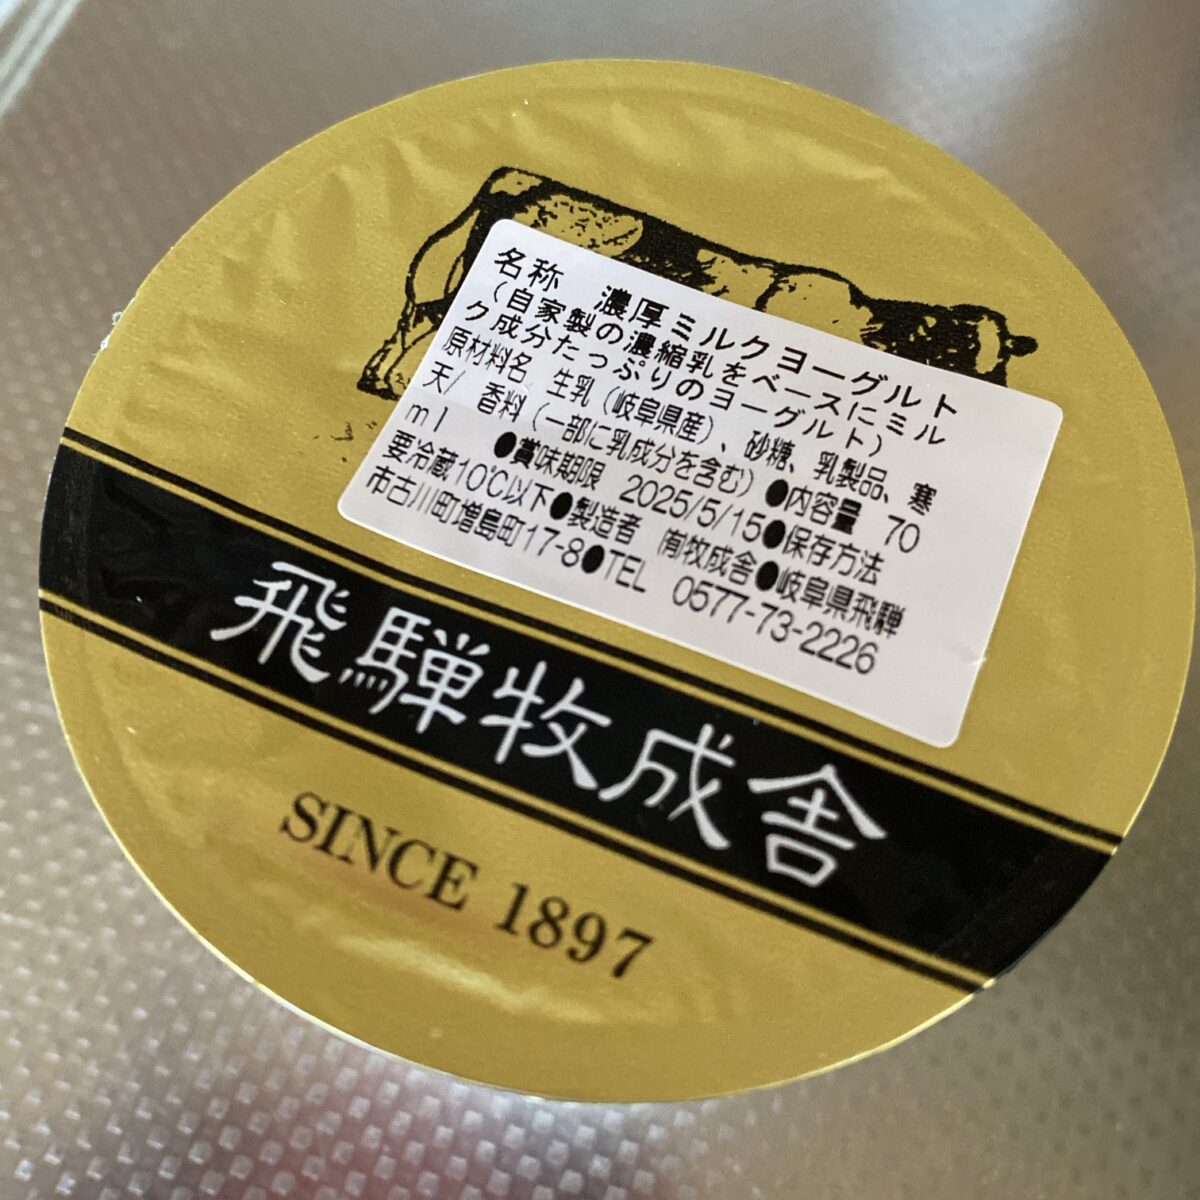 名称　濃厚ミルクヨーグルト
（自家製の濃縮乳をベースにミル
ク成分たっぷりのヨーグルト）
原材料名　生乳（岐阜県産）、砂糖、乳製品、寒
天/　香料（一部に乳成分を含む）●内容量　70
ml　●賞味期限　2025/5/15●保存方法
要冷蔵10℃以下●製造者　㈲牧成舎●岐阜県飛騨
市古川町増島町17-8●TEL　0577-73-2226
飛騨牧成舎
SINCE 1897